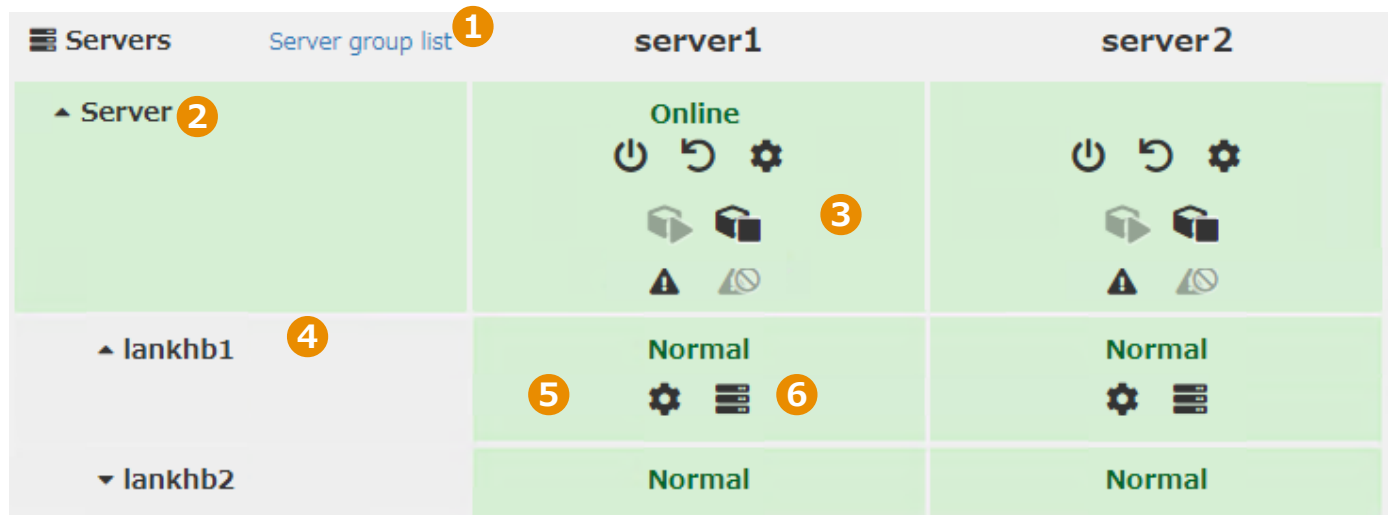 Servers Server group list 1 server1 server2
Server 2 Online
3
lankhb1 4 Normal Normal
5 6
lankhb2 Normal Normal